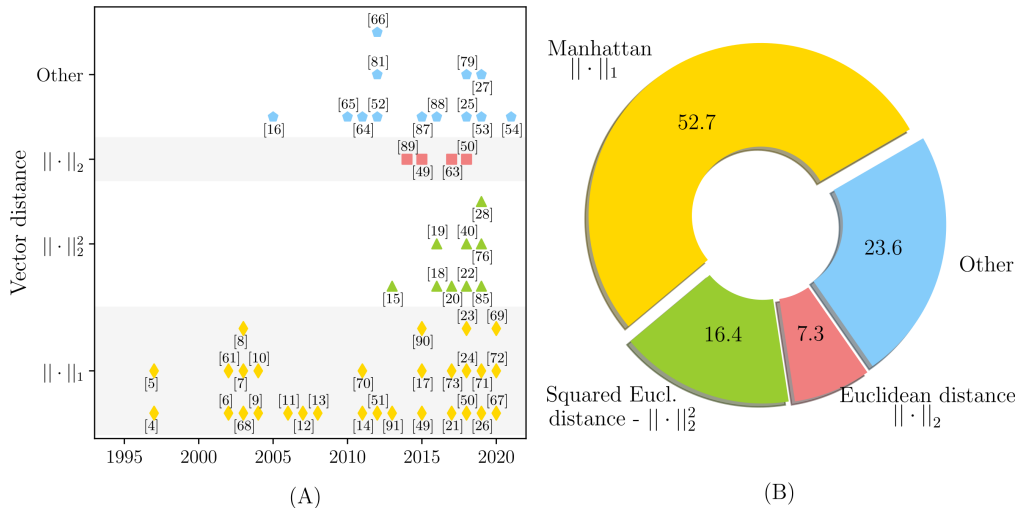 [66]
[81] [79]
Other
[27]
[65] [52] [88] [25]
[16] [64] [87] [53] [54]
[89] [50]
|| · ||₂
[49] [63]
[28]
[19] [40]
|| · ||₂²
[76]
[18] [22]
[15] [20] [85]
[23] [69]
[8] [90]
[61] [10] [24] [72]
|| · ||₁
[5] [7] [70] [17] [73] [71]
[6] [9] [11] [13] [51] [50] [67]
[4] [68] [12] [14] [91] [49] [21] [26]
Vector distance
1995 2000 2005 2010 2015 2020
(A)
Manhattan
|| · ||₁
52.7
23.6
Other
16.4
7.3
Squared Eucl.
distance - || · ||₂²
Euclidean distance
|| · ||₂
(B)